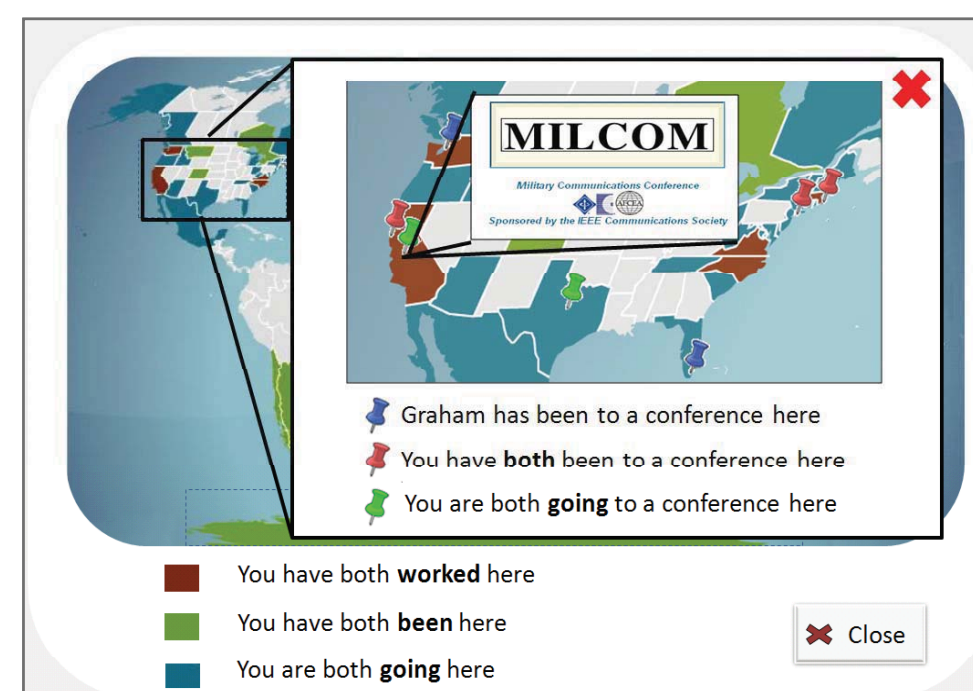 MILCOM
Military Communications Conference
AFCEA
Sponsored by the IEEE Communications Society
Graham has been to a conference here
You have both been to a conference here
You are both going to a conference here
You have both worked here
You have both been here
You are both going here
Close